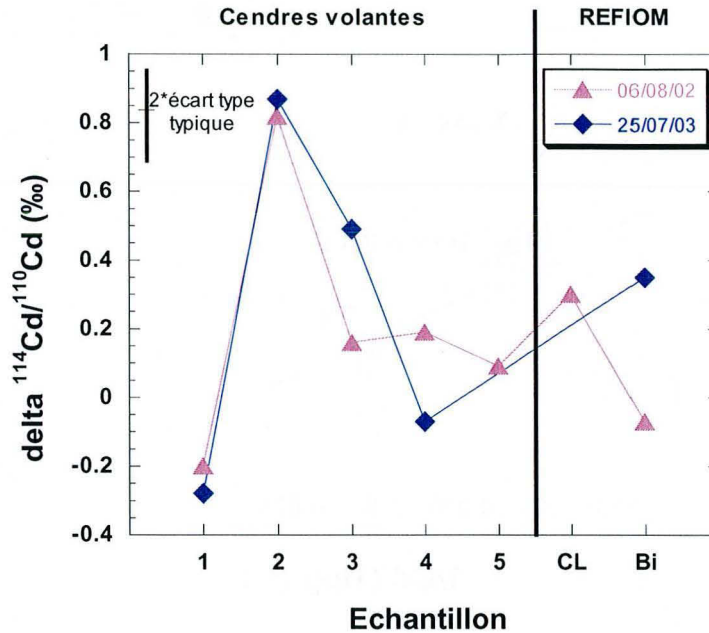 Cendres volantes REFIOM
1
0.8
0.6
0.4
0.2
0
-0.2
-0.4
delta ¹¹⁴Cd/¹¹⁰Cd (‰)
2*écart type
typique
06/08/02
25/07/03
1 2 3 4 5 CL Bi
Echantillon